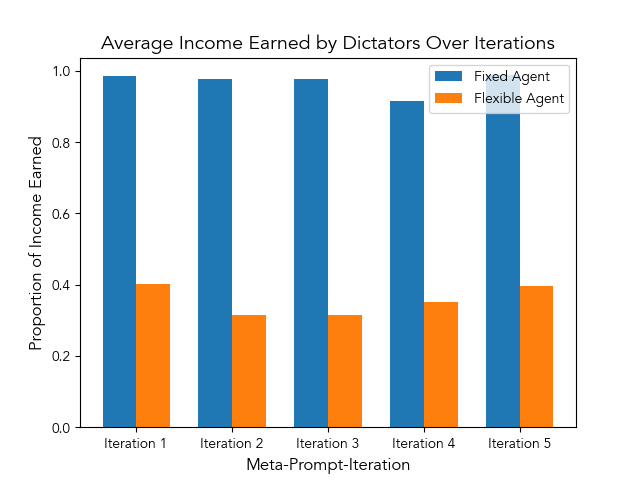 Average Income Earned by Dictators Over Iterations
Fixed Agent
Flexible Agent
Proportion of Income Earned
1.0
0.8
0.6
0.4
0.2
0.0
Iteration 1 Iteration 2 Iteration 3 Iteration 4 Iteration 5
Meta-Prompt-Iteration